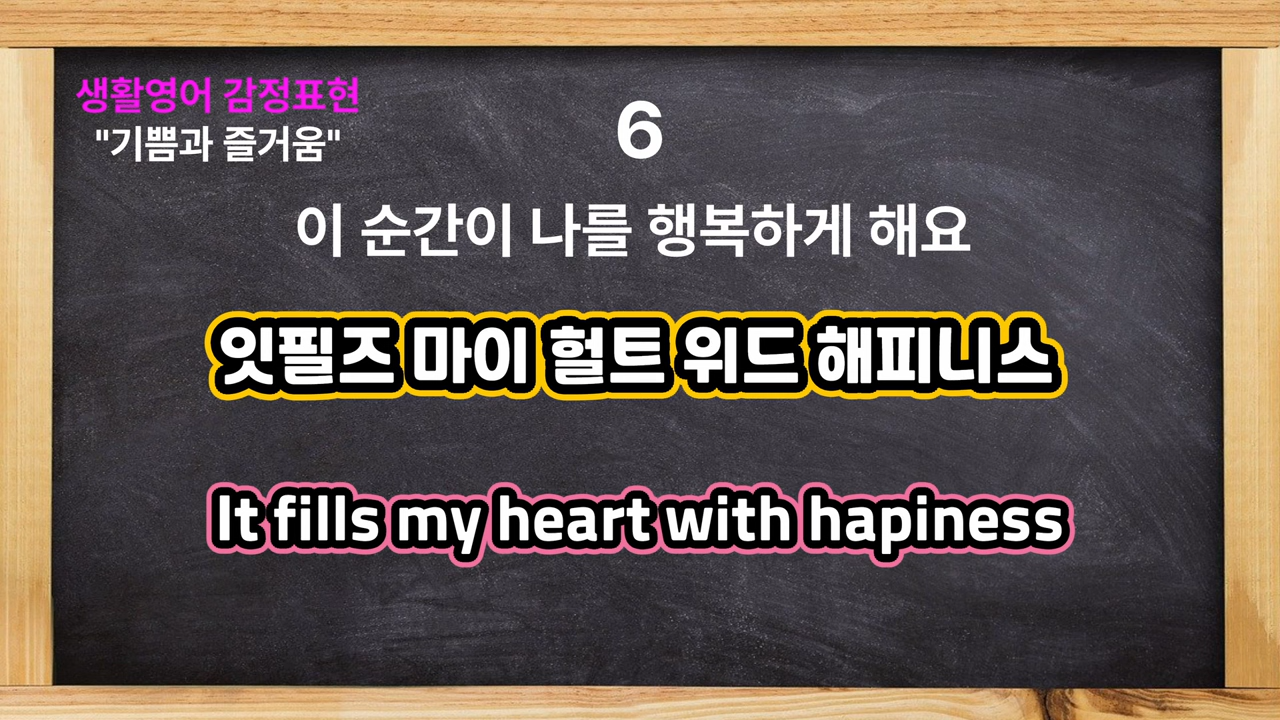 생활영어 감정표현
"기쁨과 즐거움"
6
이 순간이 나를 행복하게 해요
잇필즈 마이 헐트 위드 해피니스
It fills my heart with hapiness